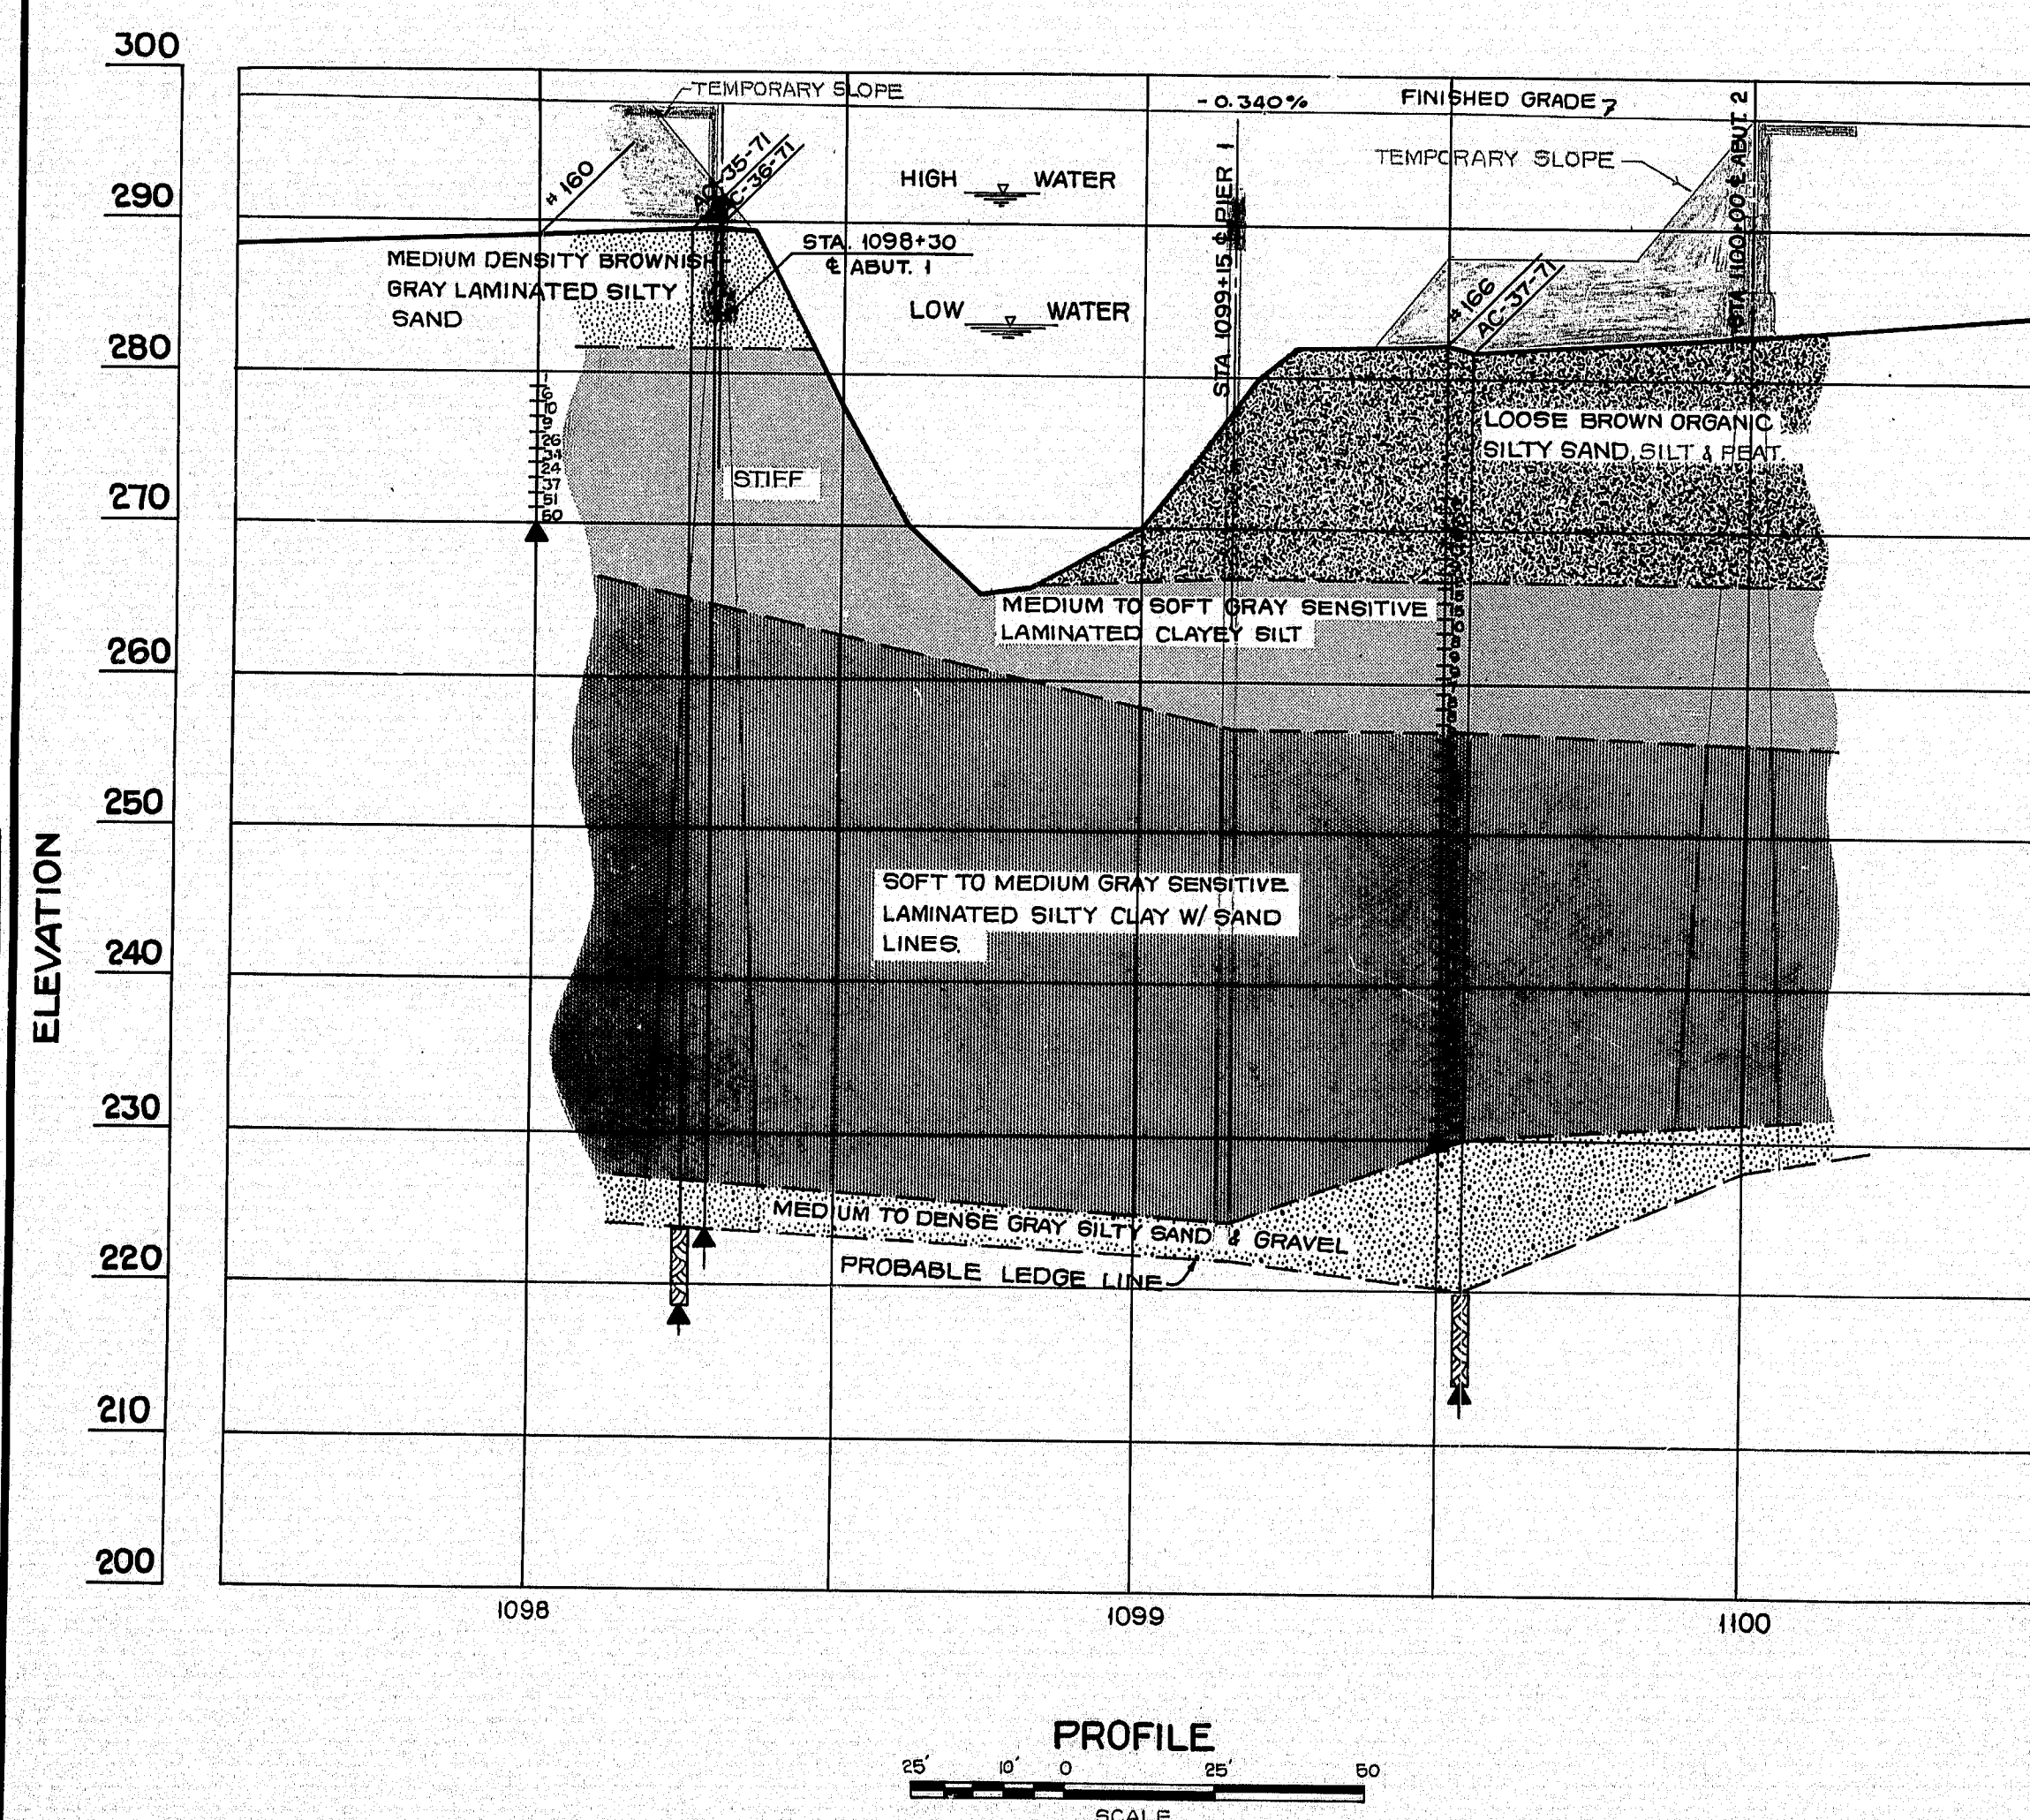 300
290
280
270
260
250
240
230
220
210
200
ELEVATION
TEMPORARY SLOPE
- 0.340%
FINISHED GRADE
TEMPORARY SLOPE
# 160
AC-35-71
AC-36-71
HIGH WATER
LOW WATER
STA. 1098+30
℄ ABUT. 1
STA. 1099+15 ℄ PIER 1
STA. 1100+00 ℄ ABUT. 2
#166
AC-37-71
MEDIUM DENSITY BROWNISH
GRAY LAMINATED SILTY
SAND
1
6
10
9
26
34
24
37
51
60
STIFF
LOOSE BROWN ORGANIC
SILTY SAND, SILT & PEAT.
MEDIUM TO SOFT GRAY SENSITIVE
LAMINATED CLAYEY SILT
SOFT TO MEDIUM GRAY SENSITIVE
LAMINATED SILTY CLAY W/ SAND
LINES.
MEDIUM TO DENSE GRAY SILTY SAND & GRAVEL
PROBABLE LEDGE LINE
1098
1099
1100
PROFILE
25' 10' 0 25' 50
SCALE